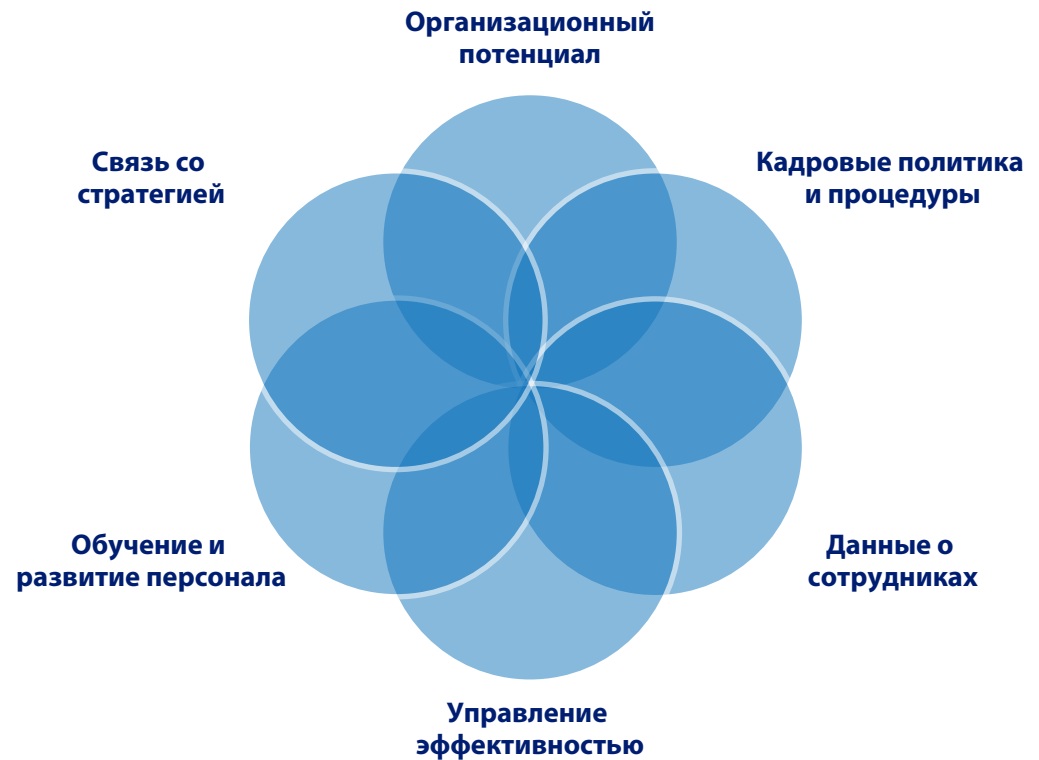 Организационный
потенциал
Связь со
стратегией
Кадровые политика
и процедуры
Обучение и
развитие персонала
Данные о
сотрудниках
Управление
эффективностью